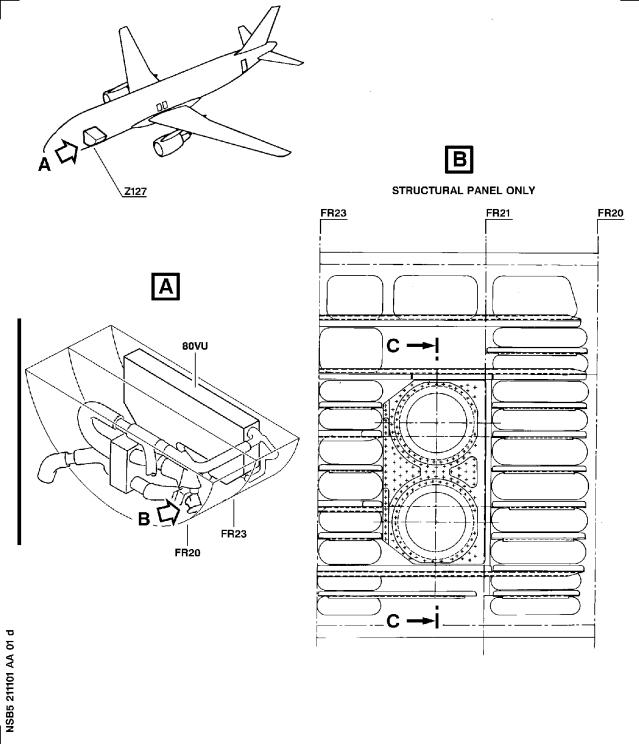 A
Z127
B
STRUCTURAL PANEL ONLY
FR23
FR21
FR20
A
80VU
C
B
FR23
FR20
C
NSB5 211101 AA 01 d